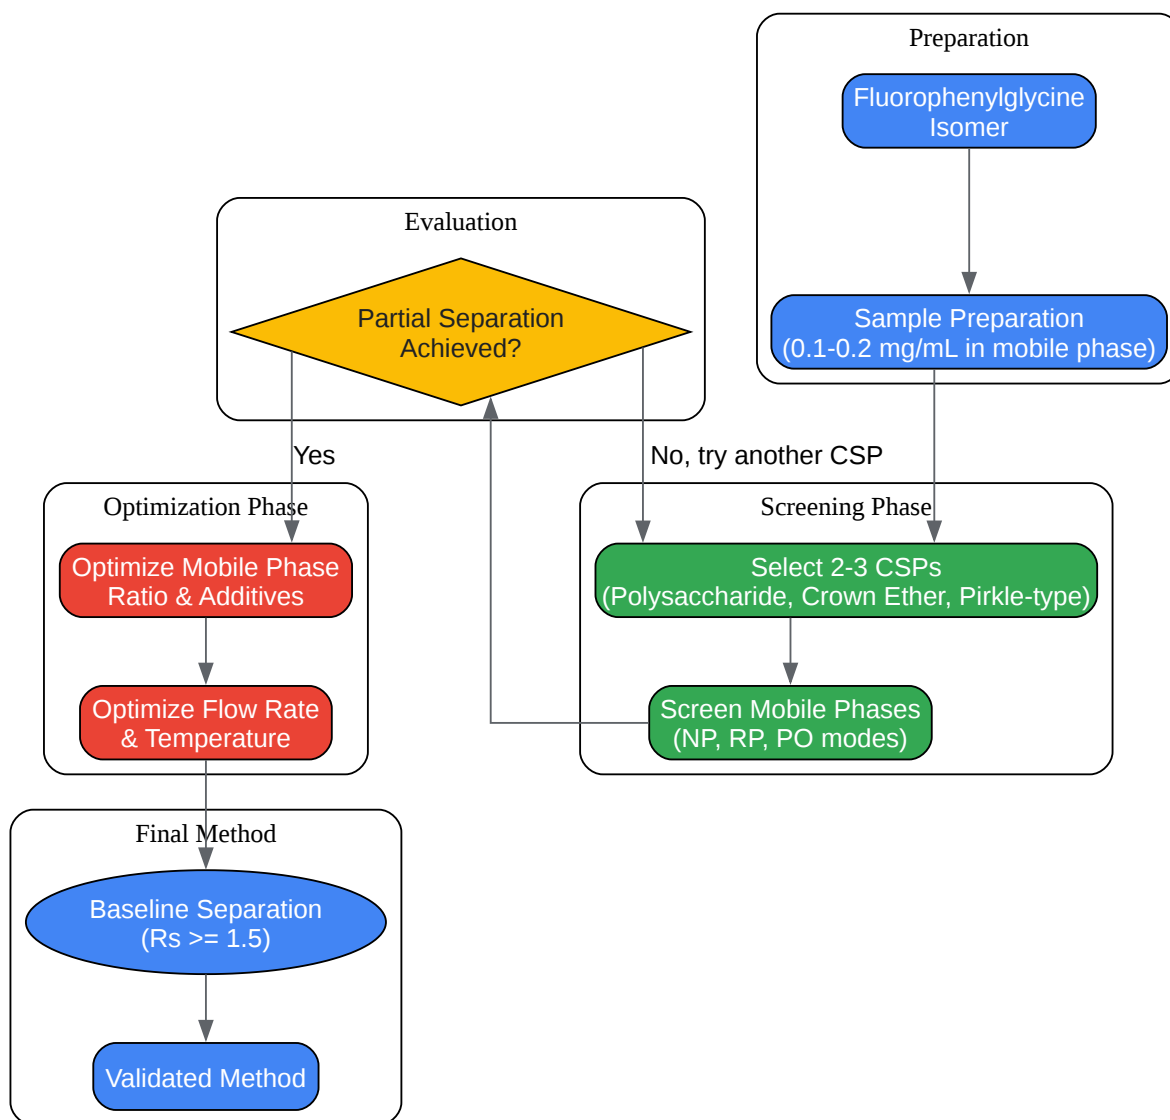 Preparation
Fluorophenylglycine
Isomer
Sample Preparation
(0.1-0.2 mg/mL in mobile phase)
Evaluation
Partial Separation
Achieved?
Yes
No, try another CSP
Optimization Phase
Optimize Mobile Phase
Ratio & Additives
Optimize Flow Rate
& Temperature
Screening Phase
Select 2-3 CSPs
(Polysaccharide, Crown Ether, Pirkle-type)
Screen Mobile Phases
(NP, RP, PO modes)
Final Method
Baseline Separation
(Rs >= 1.5)
Validated Method